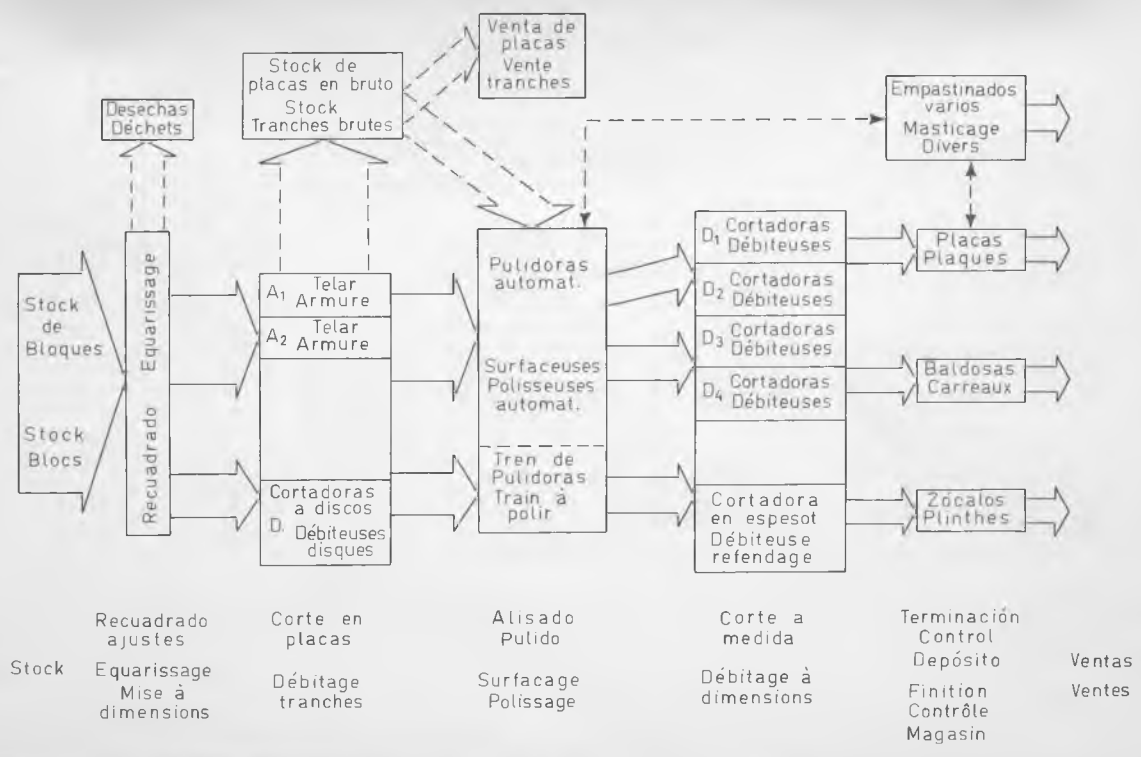 Venta de
placas
Vente
tranches
Stock de
placas en bruto
Stock
Tranches brutes
Desechas
Déchets
Empastinados
varios
Masticage
Divers
Stock
de
Bloques
Stock
Blocs
Recuadrado Equarissage
A1 Telar
Armure
A2 Telar
Armure
Cortadoras
a discos
D. Débiteuses
disques
Pulidoras
automat.
Surfaceuses
Polisseuses
automat.
Tren de
Pulidoras
Train à
polir
D1 Cortadoras
Débiteuses
D2 Cortadoras
Débiteuses
D3 Cortadoras
Débiteuses
D4 Cortadoras
Débiteuses
Cortadora
en espesot
Débiteuse
refendage
Placas
Plaques
Baldosas
Carreaux
Zócalos
Plinthes
Stock
Recuadrado
ajustes
Equarissage
Mise à
dimensions
Corte en
placas
Débitage
tranches
Alisado
Pulido
Surfacage
Polissage
Corte a
medida
Débitage à
dimensions
Terminación
Control
Depósito
Finition
Contrôle
Magasin
Ventas
Ventes